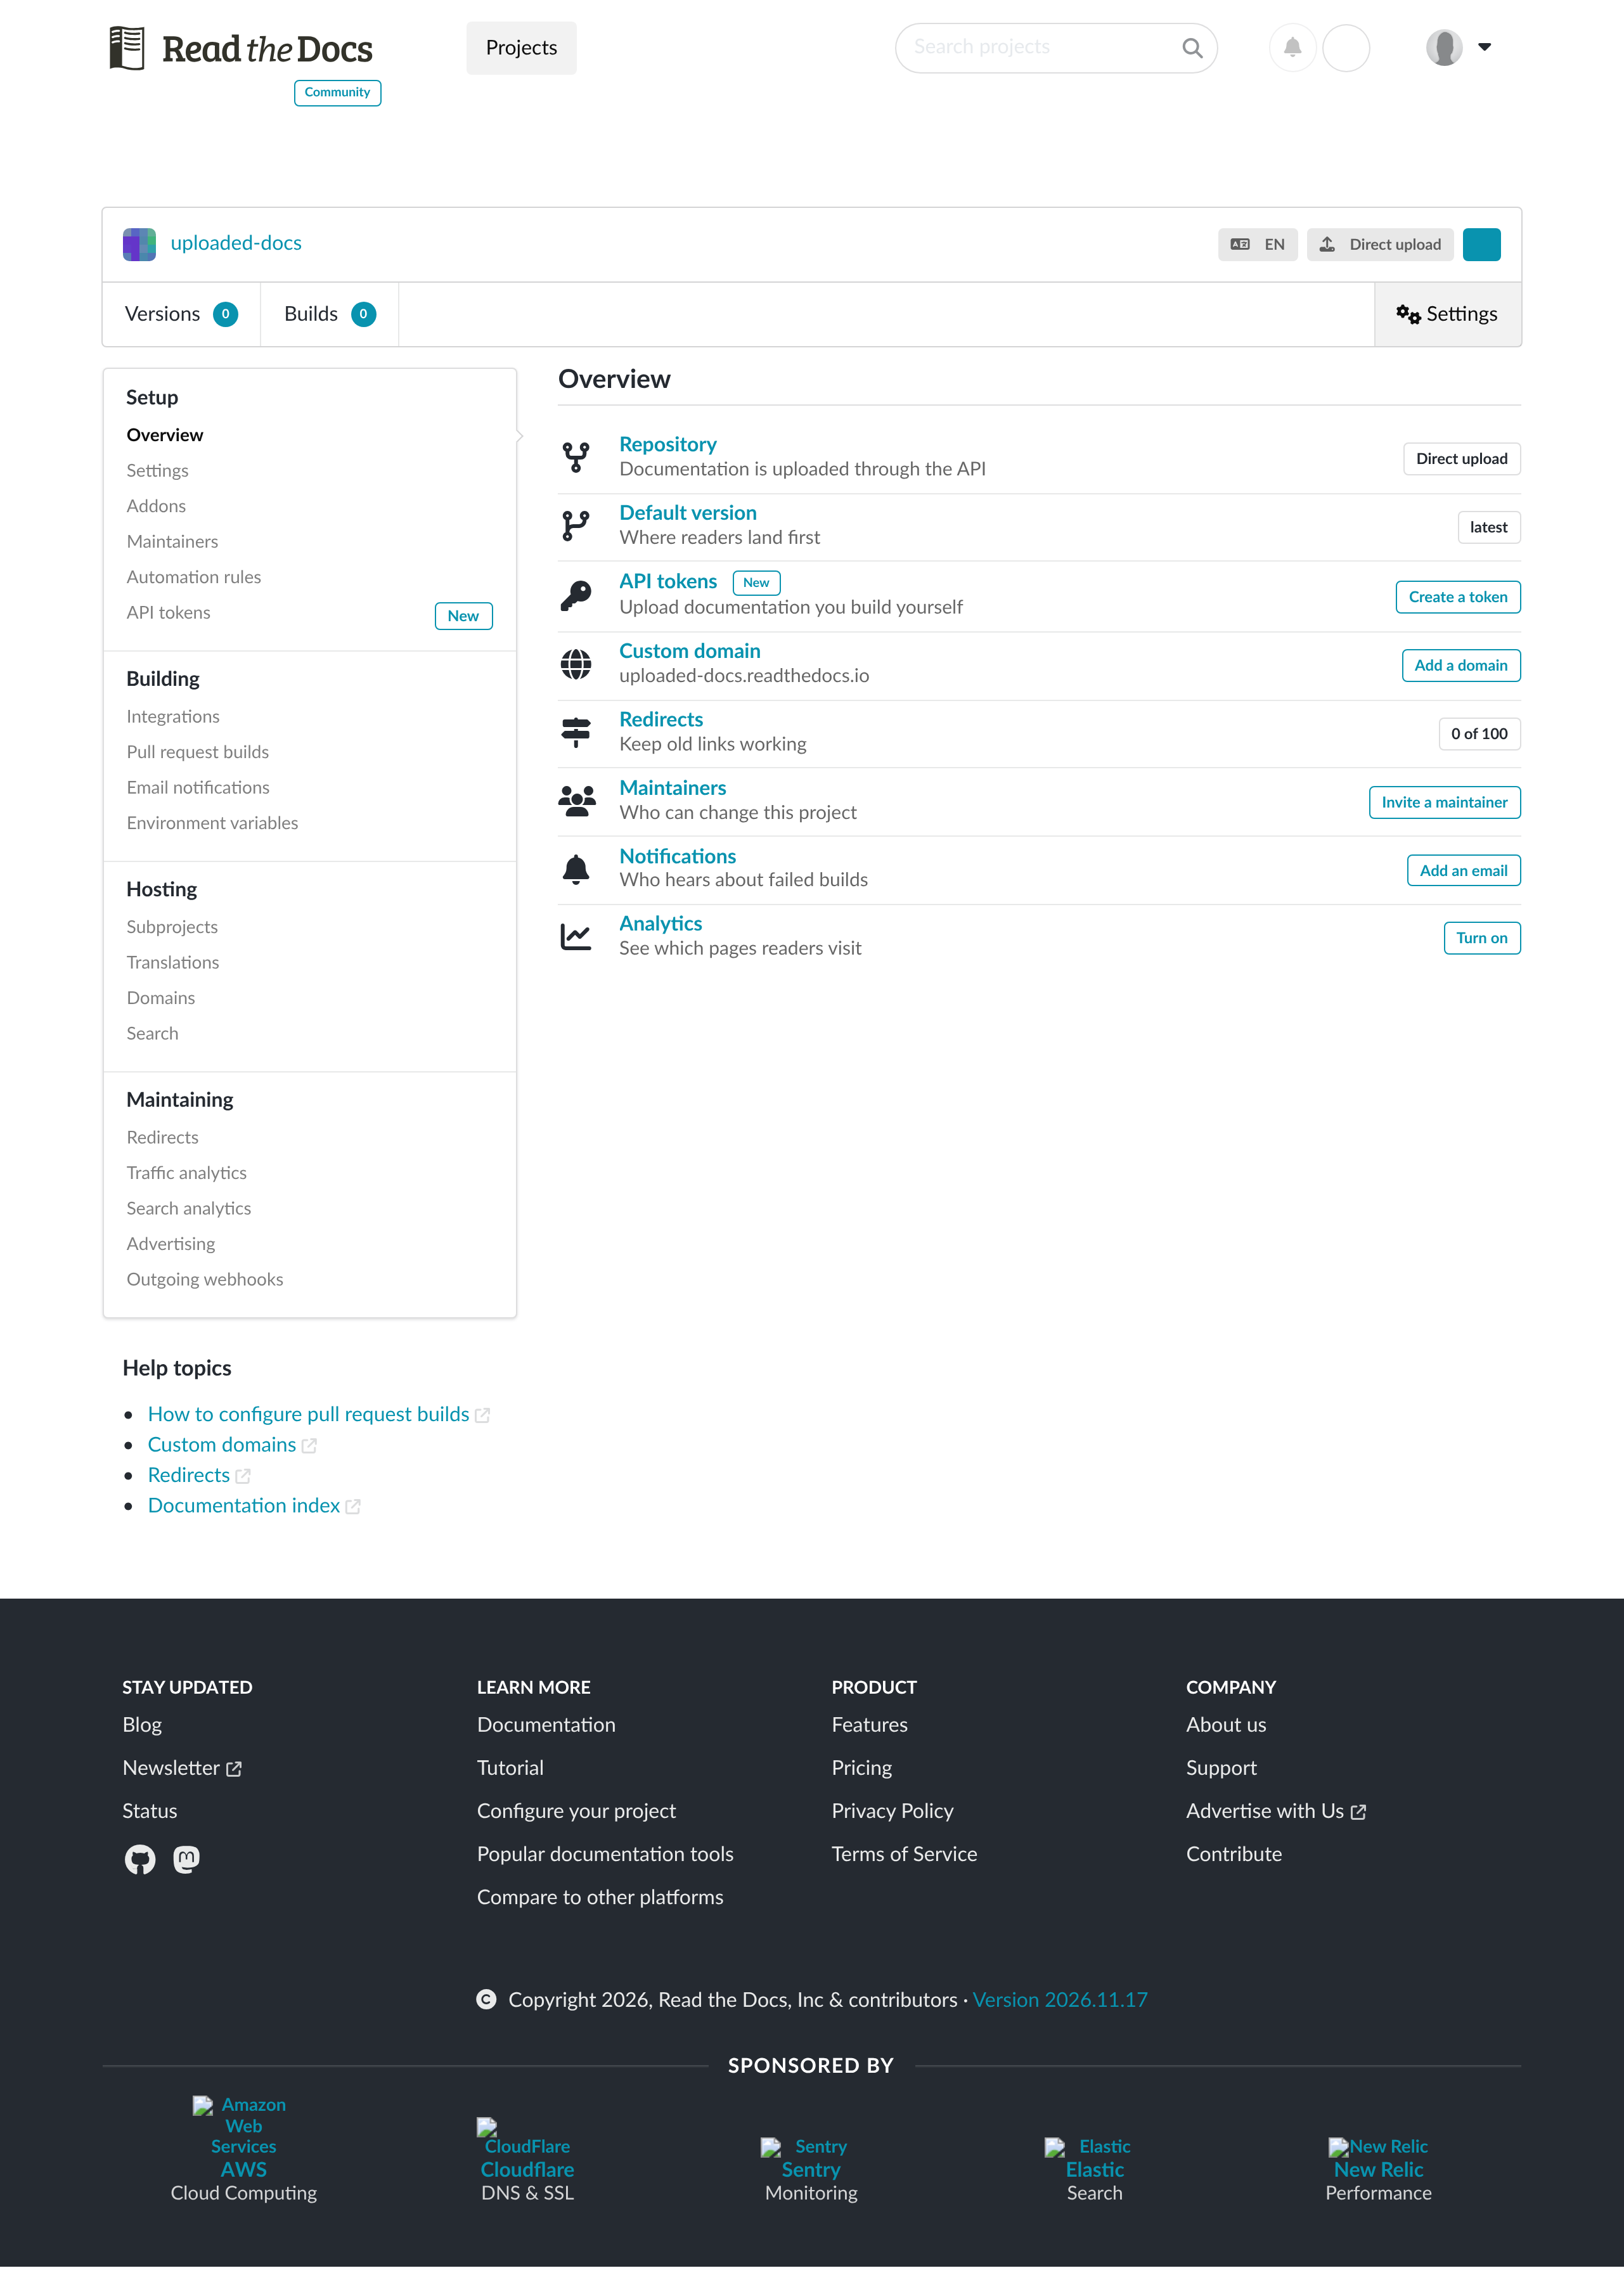 Read the Docs
Community
Projects
Search projects
uploaded-docs
EN
Direct upload
Versions 0
Builds 0
Settings
Setup
Overview
Settings
Addons
Maintainers
Automation rules
API tokens New
Building
Integrations
Pull request builds
Email notifications
Environment variables
Hosting
Subprojects
Translations
Domains
Search
Maintaining
Redirects
Traffic analytics
Search analytics
Advertising
Outgoing webhooks
Help topics
How to configure pull request builds
Custom domains
Redirects
Documentation index
Overview
Repository
Documentation is uploaded through the API
Direct upload
Default version
Where readers land first
latest
API tokens New
Upload documentation you build yourself
Create a token
Custom domain
uploaded-docs.readthedocs.io
Add a domain
Redirects
Keep old links working
0 of 100
Maintainers
Who can change this project
Invite a maintainer
Notifications
Who hears about failed builds
Add an email
Analytics
See which pages readers visit
Turn on
STAY UPDATED
Blog
Newsletter
Status
LEARN MORE
Documentation
Tutorial
Configure your project
Popular documentation tools
Compare to other platforms
PRODUCT
Features
Pricing
Privacy Policy
Terms of Service
COMPANY
About us
Support
Advertise with Us
Contribute
Copyright 2026, Read the Docs, Inc & contributors · Version 2026.11.17
SPONSORED BY
Amazon
Web
Services
AWS
Cloud Computing
CloudFlare
Cloudflare
DNS & SSL
Sentry
Sentry
Monitoring
Elastic
Elastic
Search
New Relic
New Relic
Performance